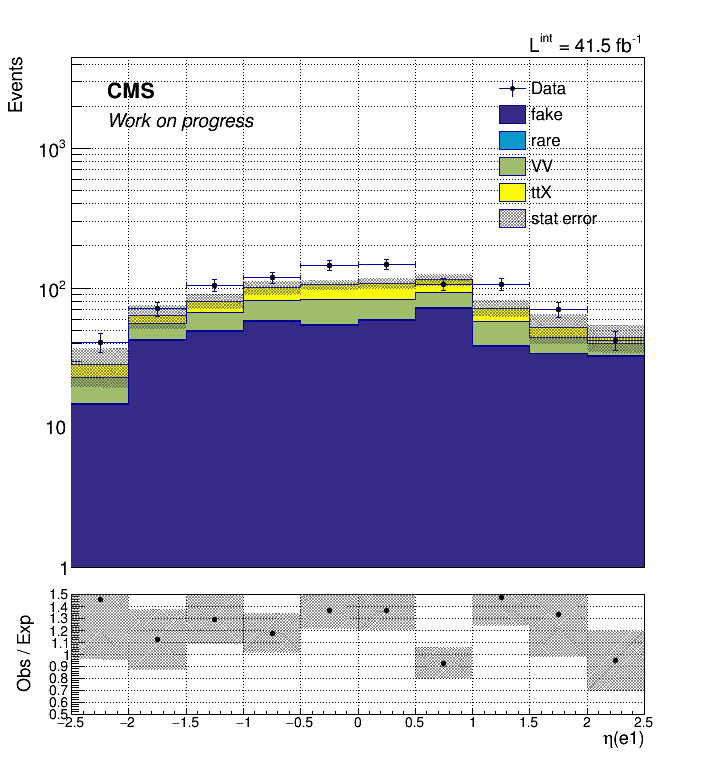 L^int = 41.5 fb^-1
Events
CMS
Work on progress
Data
fake
rare
VV
ttX
stat error
10^3
10^2
10
1
Obs / Exp
1.5
1.4
1.3
1.2
1.1
1
0.9
0.8
0.7
0.6
0.5
−2.5 −2 −1.5 −1 −0.5 0 0.5 1 1.5 2 2.5
η(e1)